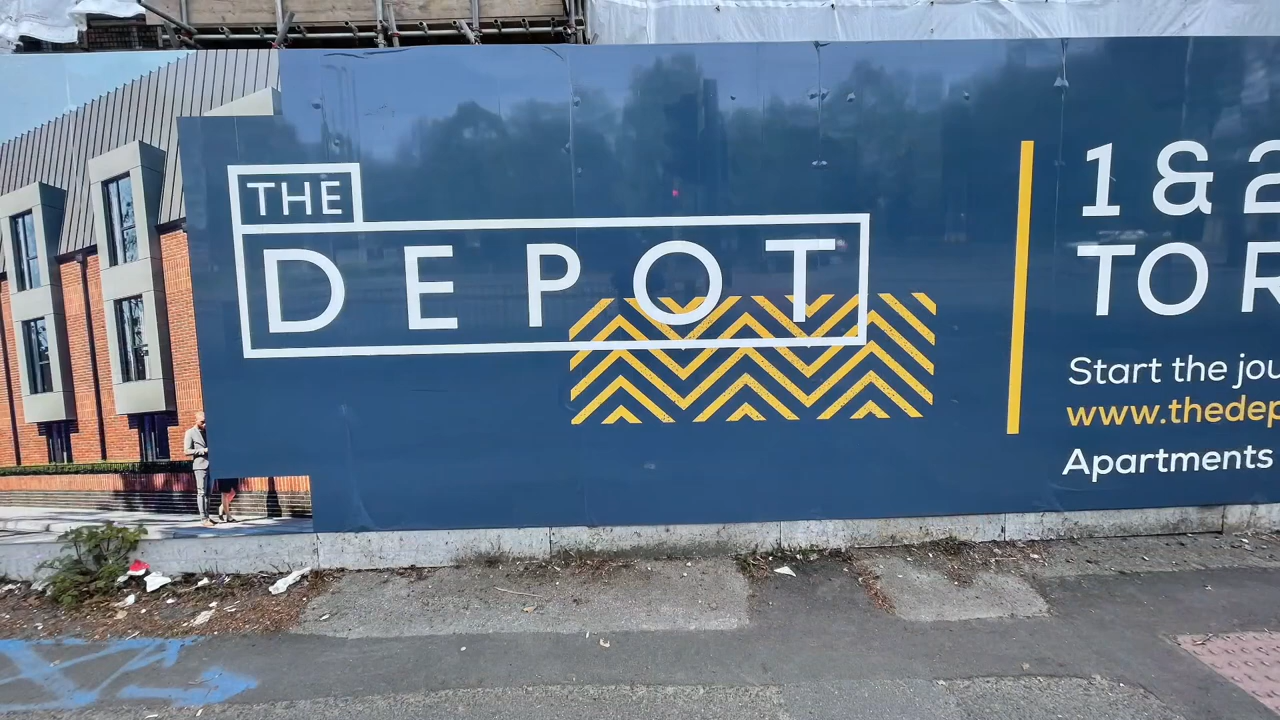 THE
DEPOT
1 & 2
TO R
Start the jou
www.thedep
Apartments